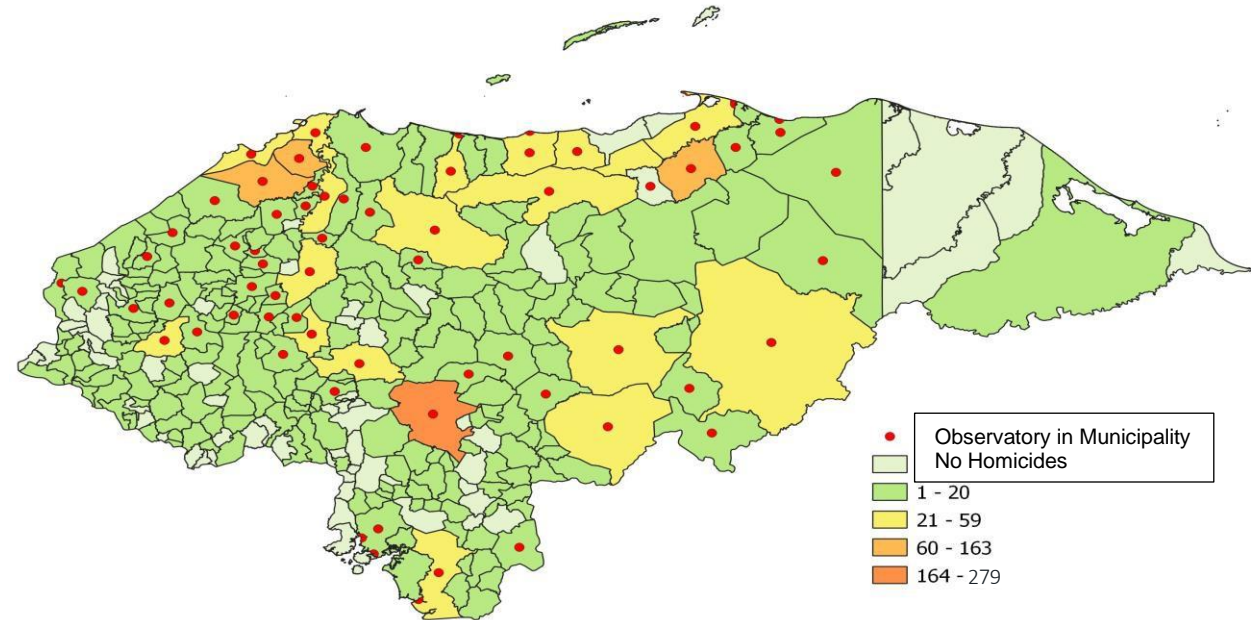 Observatory in Municipality
No Homicides
1 - 20
21 - 59
60 - 163
164 - 279